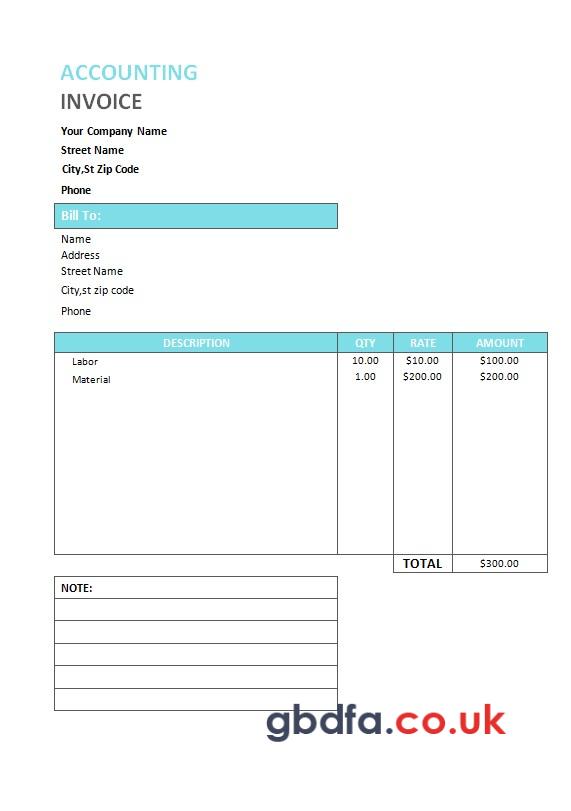 ACCOUNTING
INVOICE
Your Company Name
Street Name
City,St Zip Code
Phone
Bill To:
Name
Address
Street Name
City,st zip code
Phone
DESCRIPTION QTY RATE AMOUNT
Labor 10.00 $10.00 $100.00
Material 1.00 $200.00 $200.00
TOTAL $300.00
NOTE:
gbdfa.co.uk